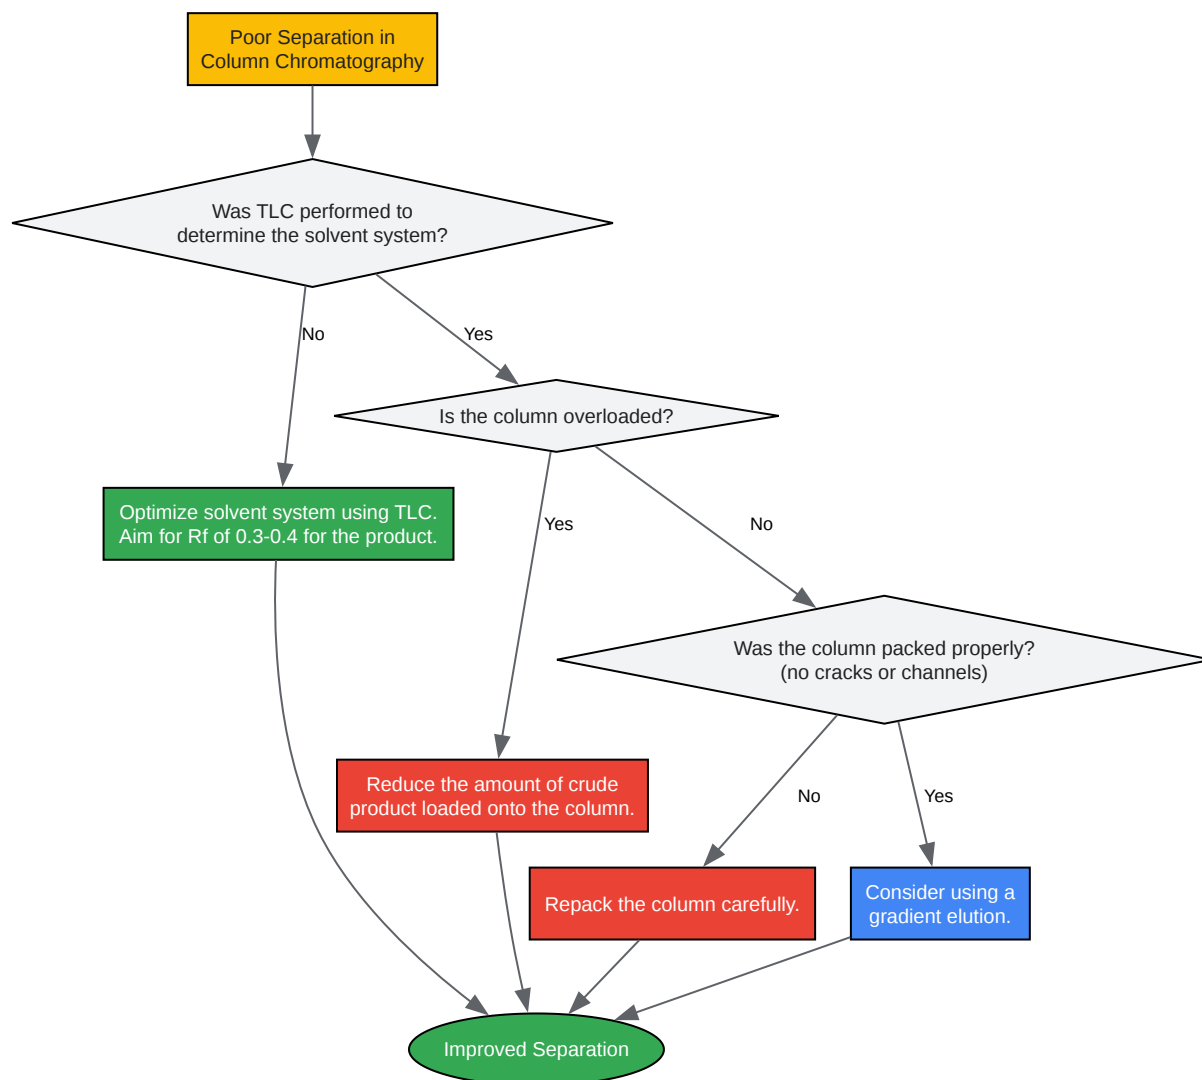 Poor Separation in
Column Chromatography
Was TLC performed to
determine the solvent system?
No
Yes
Is the column overloaded?
Optimize solvent system using TLC.
Aim for Rf of 0.3-0.4 for the product.
Yes
No
Was the column packed properly?
(no cracks or channels)
Reduce the amount of crude
product loaded onto the column.
No
Yes
Repack the column carefully.
Consider using a
gradient elution.
Improved Separation